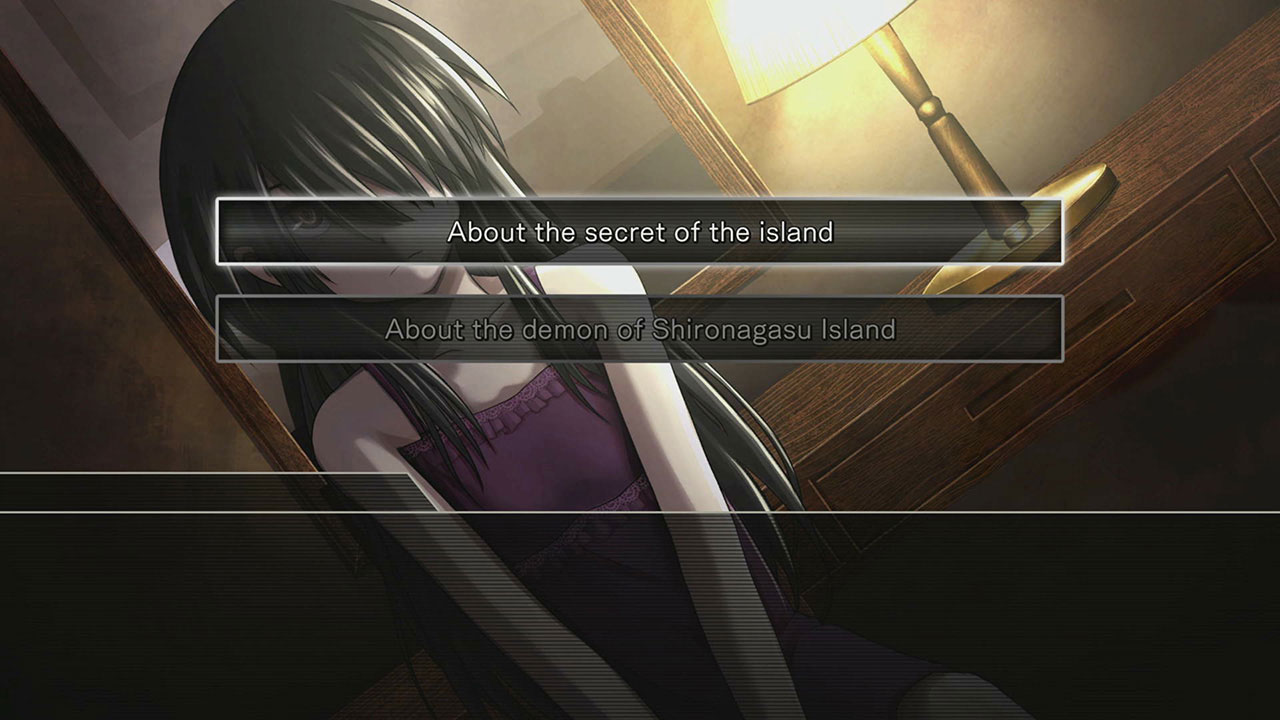 About the secret of the island
About the demon of Shironagasu Island